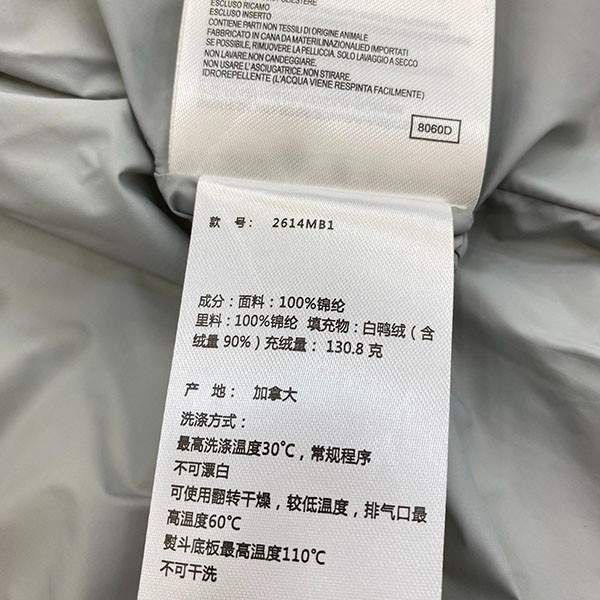 ESCLUSO RICAMO
ESCLUSO INSERTO
CONTIENE PARTI NON TESSILI DI ORIGINE ANIMALE
FABBRICATO IN CANA DA MATERILINAZIONALIED IMPORTATI
SE POSSIBILE, RIMUOVERE LA PELLICCIA. SOLO LAVAGGIO A SECCO
NON LAVARE.NON CANDEGGIARE.
NON USARE L'ASCIUGATRICE.NON STIRARE.
IDROREPELLENTE (L'ACQUA VIENE RESPINTA FACILMENTE)
8060D
款 号： 2614MB1
成分：面料：100%锦纶
里料：100%锦纶 填充物：白鸭绒（含
绒量 90%）充绒量： 130.8 克
产 地： 加拿大
洗涤方式：
最高洗涤温度30℃，常规程序
不可漂白
可使用翻转干燥，较低温度，排气口最
高温度60℃
熨斗底板最高温度110℃
不可干洗